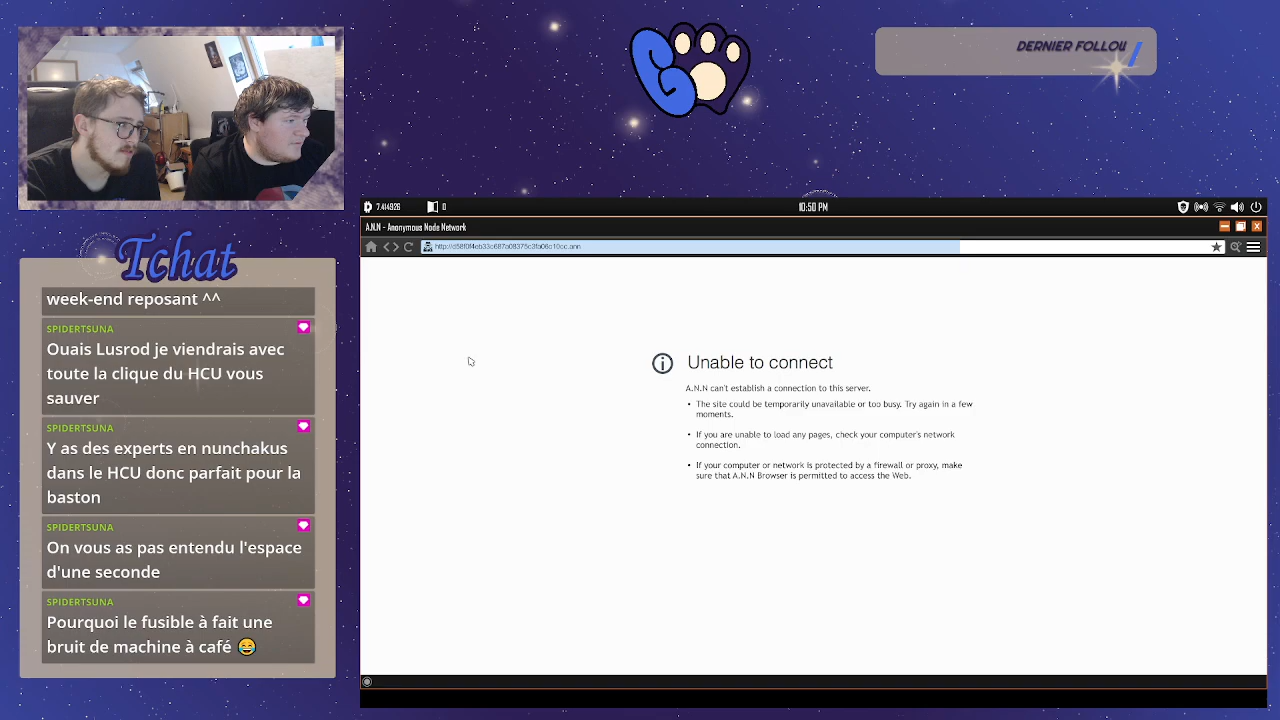 DERNIER FOLLOW
7.414926
0
10:50 PM
A.N.N - Anonymous Node Network
Tchat
week-end reposant ^^
SPIDERTSUNA
Ouais Lusrod je viendrais avec
toute la clique du HCU vous
sauver
SPIDERTSUNA
Y as des experts en nunchakus
dans le HCU donc parfait pour la
baston
SPIDERTSUNA
On vous as pas entendu l'espace
d'une seconde
SPIDERTSUNA
Pourquoi le fusible à fait une
bruit de machine à café 😂
Unable to connect
A.N.N can't establish a connection to this server.
• The site could be temporarily unavailable or too busy. Try again in a few
moments.
• If you are unable to load any pages, check your computer's network
connection.
• If your computer or network is protected by a firewall or proxy, make
sure that A.N.N Browser is permitted to access the Web.